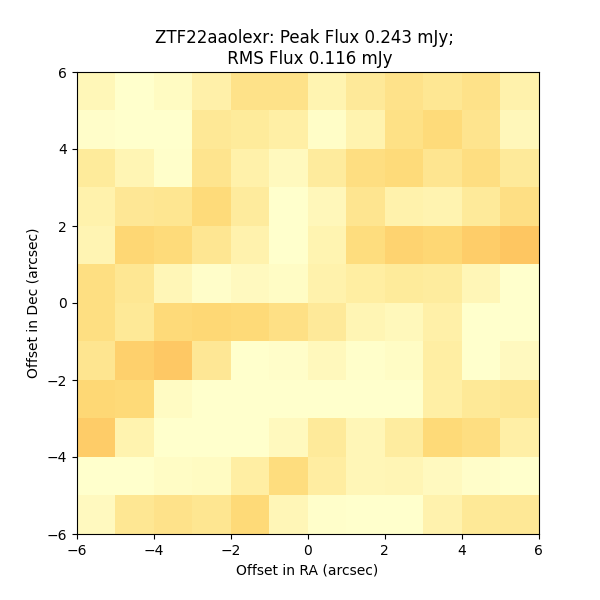 ZTF22aaolexr: Peak Flux 0.243 mJy;
RMS Flux 0.116 mJy
6
4
2
0
−2
−4
−6
Offset in Dec (arcsec)
−6 −4 −2 0 2 4 6
Offset in RA (arcsec)